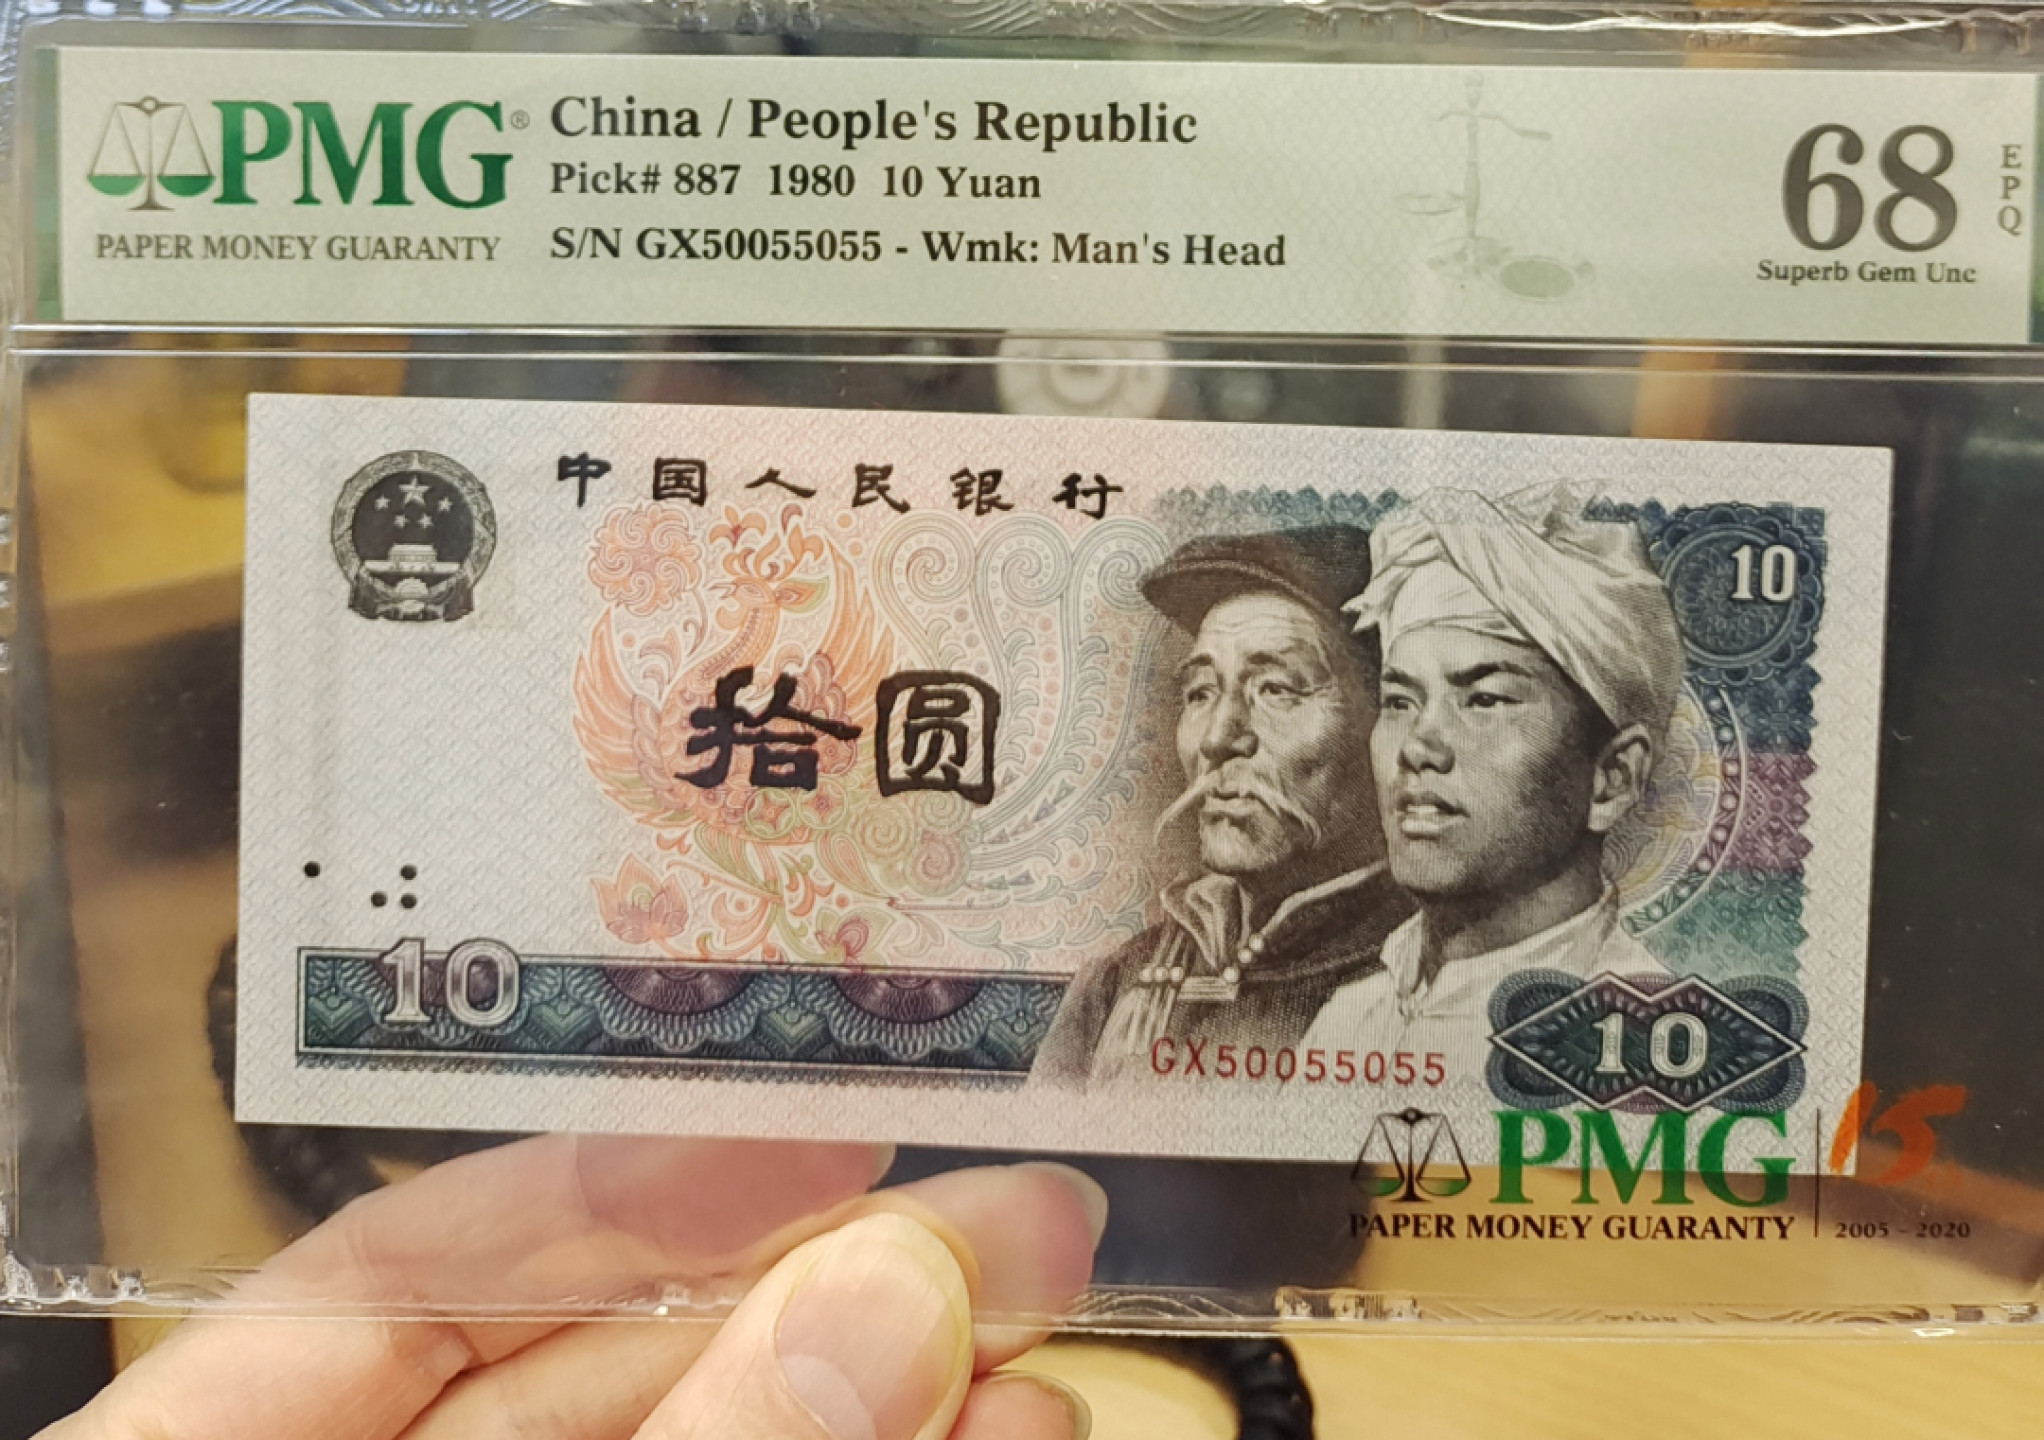 PMG®
PAPER MONEY GUARANTY
China / People's Republic
Pick# 887 1980 10 Yuan
S/N GX50055055 - Wmk: Man's Head
68
EPQ
Superb Gem Unc
中国人民银行
10
拾圆
10
GX50055055
10
PMG
PAPER MONEY GUARANTY
2005 - 2020
15